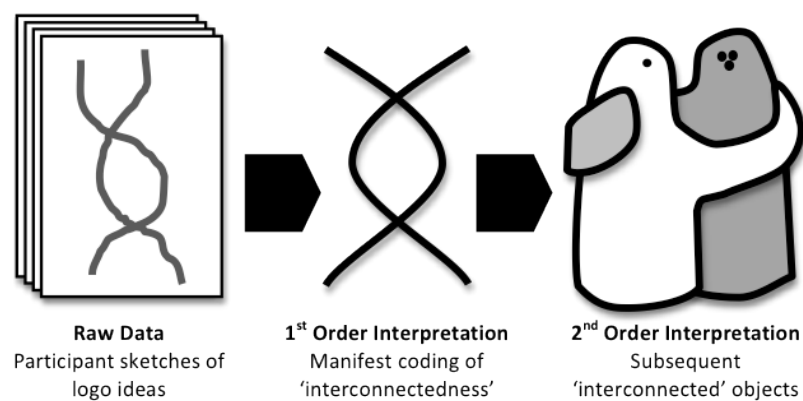 Raw Data
Participant sketches of
logo ideas
1st Order Interpretation
Manifest coding of
‘interconnectedness’
2nd Order Interpretation
Subsequent
‘interconnected’ objects